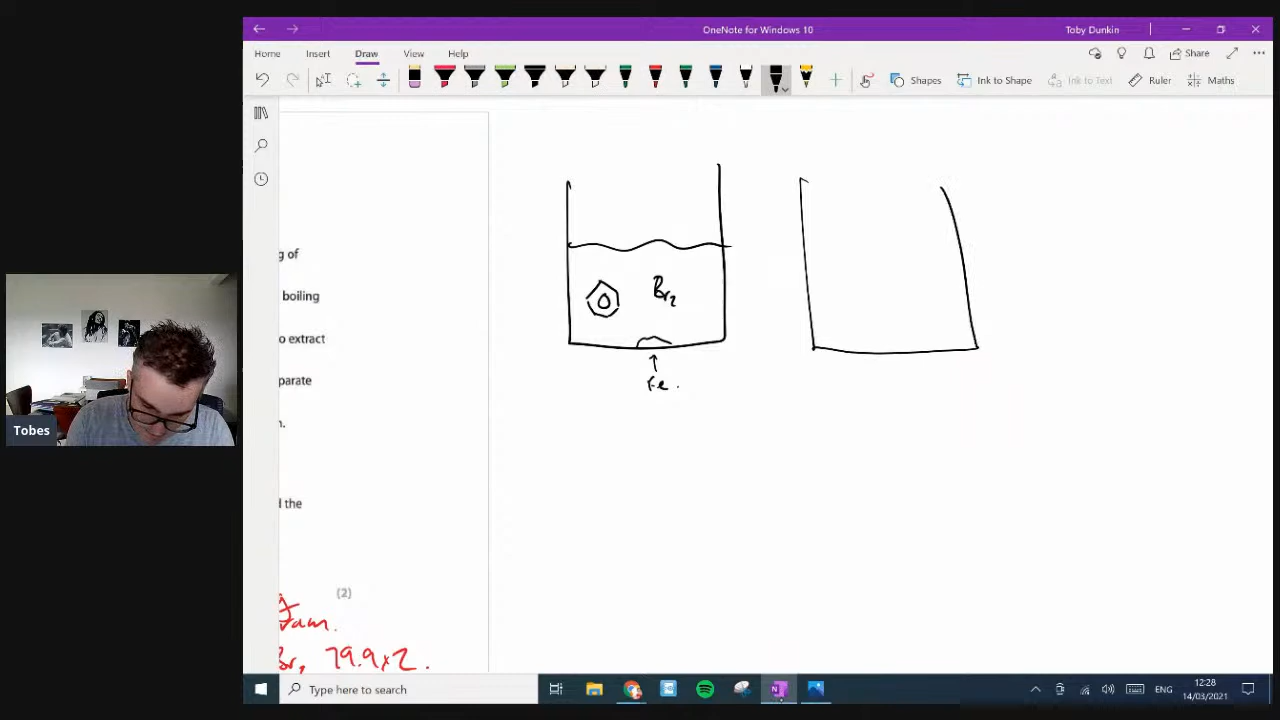 OneNote for Windows 10
Toby Dunkin
Home Insert Draw View Help
Share
Shapes
Ink to Shape
Ink to Text
Ruler
Maths
g of
boiling
o extract
parate
n.
d the
(2)
Br₂
Fe.
79.9x2.
Tobes
Type here to search
ENG
12:28
14/03/2021